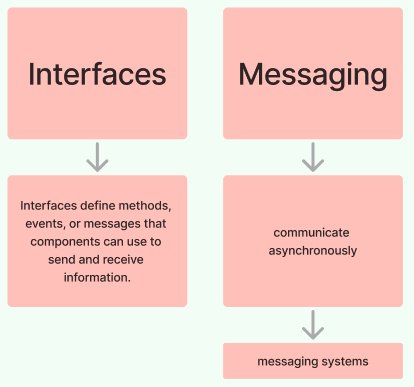 Interfaces
Messaging
Interfaces define methods,
events, or messages that
components can use to
send and receive
information.
communicate
asynchronously
messaging systems